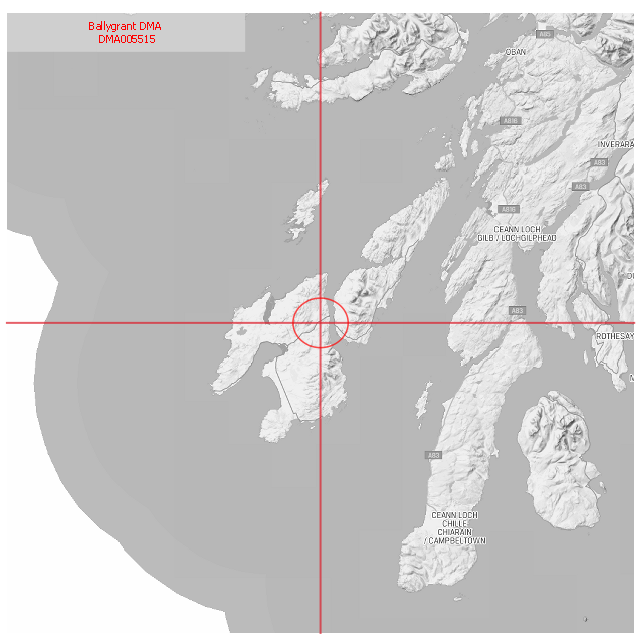 Ballygrant DMA
DMA005515
A85
OBAN
A816
INVERARA
A83
A83
A816
CEANN LOCH
GILB / LOCHGILPHEAD
A83
ROTHESAY
A83
CEANN LOCH
CHILLE
CHIARAIN
/ CAMPBELTOWN